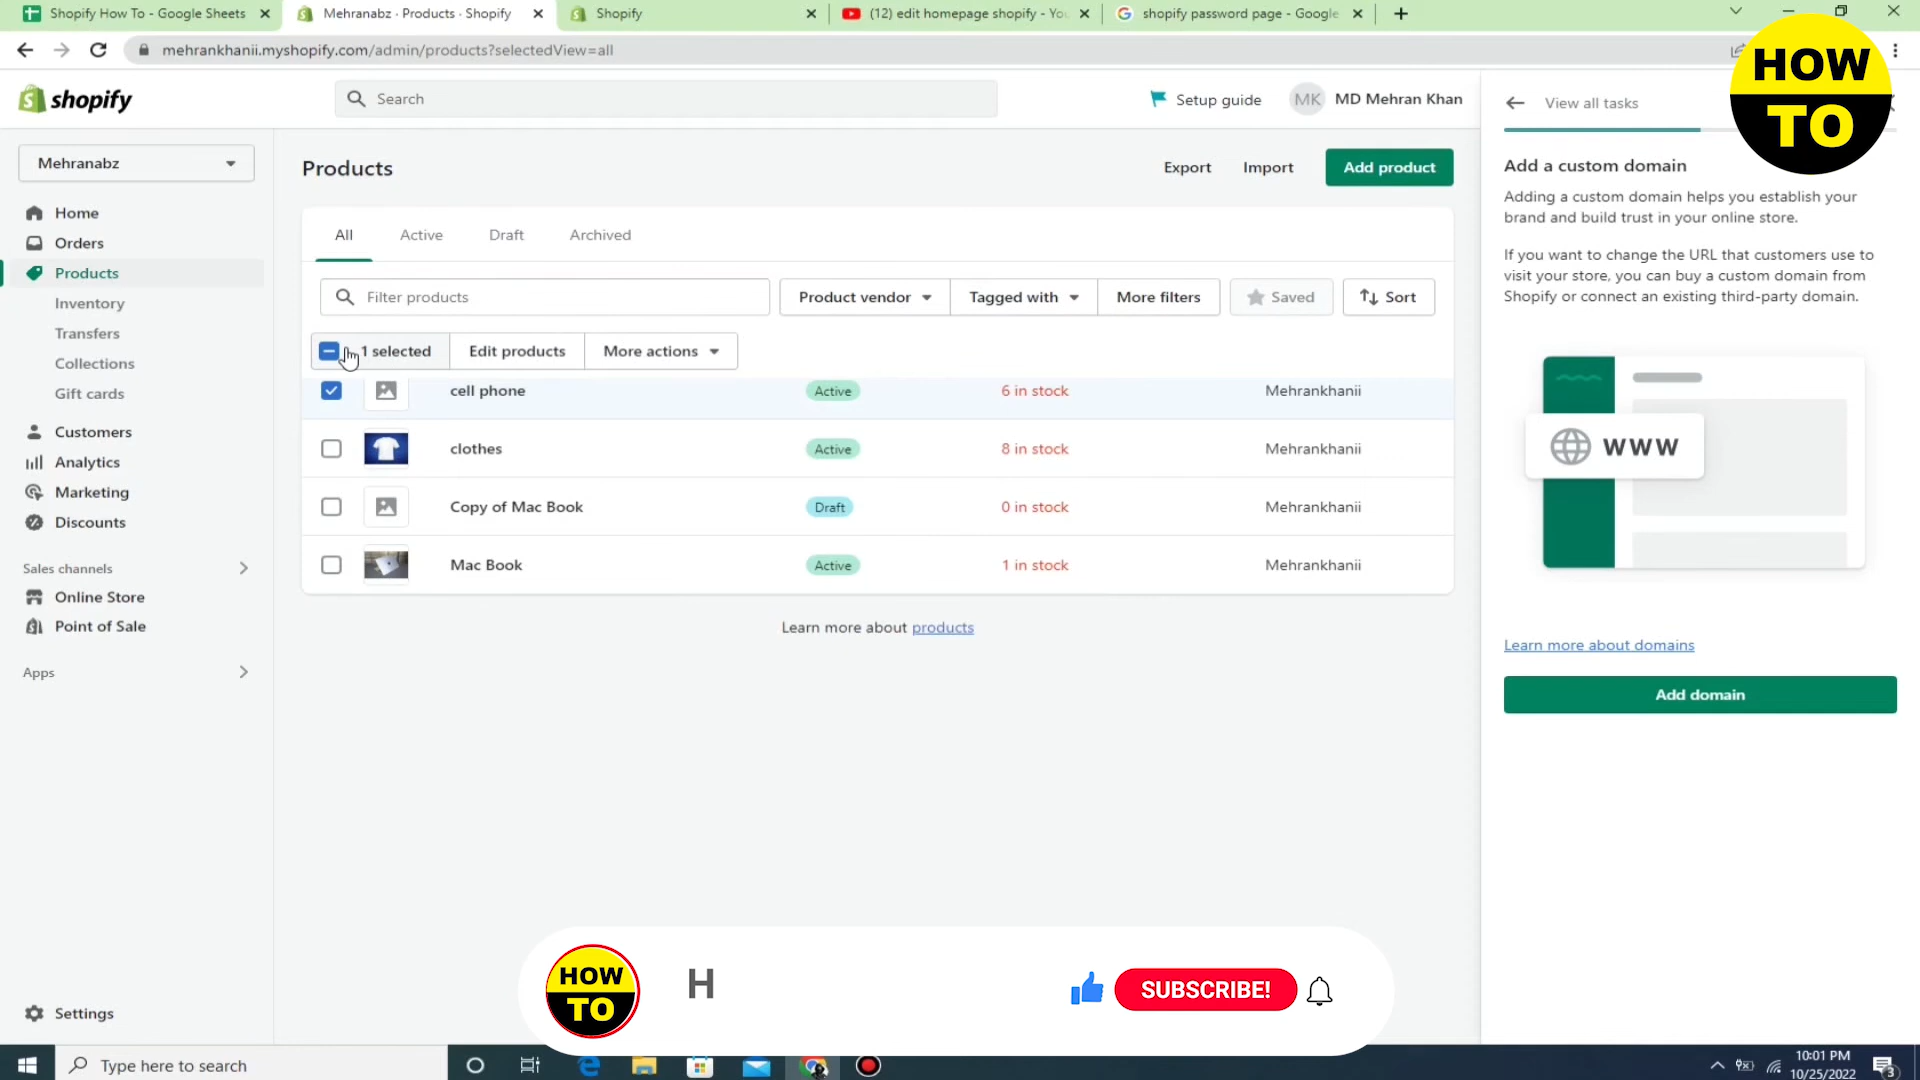 Shopify How To - Google Sheets
Mehranabz · Products · Shopify
Shopify
(12) edit homepage shopify - You
shopify password page - Google
mehrankhanii.myshopify.com/admin/products?selectedView=all
HOW
TO
shopify
Search
Setup guide
MK
MD Mehran Khan
View all tasks
Mehranabz
Home
Orders
Products
Inventory
Transfers
Collections
Gift cards
Customers
Analytics
Marketing
Discounts
Sales channels
Online Store
Point of Sale
Apps
Settings
Products
Export
Import
Add product
All
Active
Draft
Archived
Filter products
Product vendor
Tagged with
More filters
Saved
Sort
1 selected
Edit products
More actions
cell phone
Active
6 in stock
Mehrankhanii
clothes
Active
8 in stock
Mehrankhanii
Copy of Mac Book
Draft
0 in stock
Mehrankhanii
Mac Book
Active
1 in stock
Mehrankhanii
Learn more about products
Add a custom domain
Adding a custom domain helps you establish your
brand and build trust in your online store.
If you want to change the URL that customers use to
visit your store, you can buy a custom domain from
Shopify or connect an existing third-party domain.
www
Learn more about domains
Add domain
HOW
TO
H
SUBSCRIBE!
Type here to search
10:01 PM
10/25/2022
3